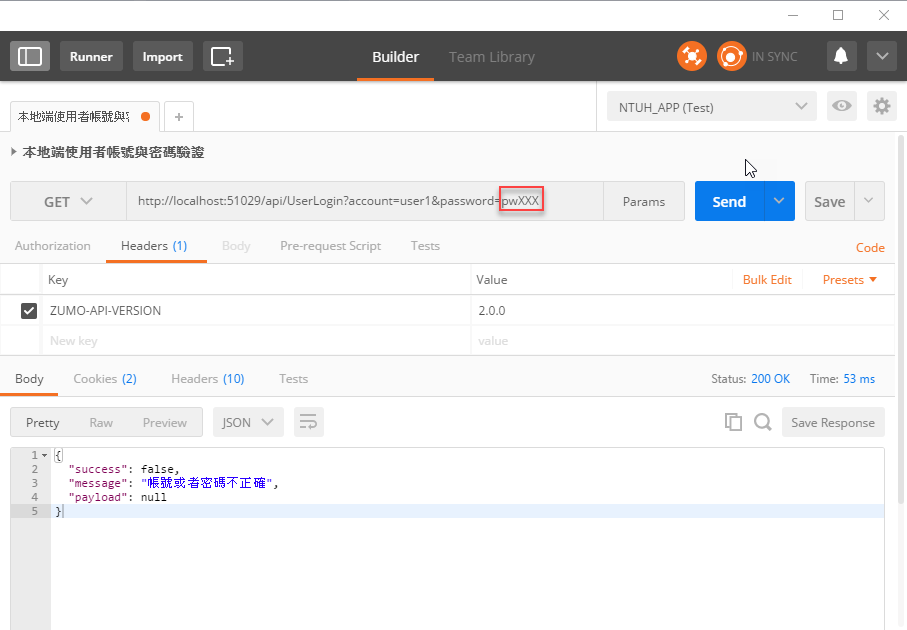 Runner Import Builder Team Library IN SYNC
本地端使用者帳號與密 + NTUH_APP (Test)
本地端使用者帳號與密碼驗證
GET http://localhost:51029/api/UserLogin?account=user1&password=pwXXX Params Send Save
Authorization Headers (1) Body Pre-request Script Tests Code
Key Value Bulk Edit Presets
ZUMO-API-VERSION 2.0.0
New key value
Body Cookies (2) Headers (10) Tests Status: 200 OK Time: 53 ms
Pretty Raw Preview JSON Save Response
1 {
2 "success": false,
3 "message": "帳號或者密碼不正確",
4 "payload": null
5 }